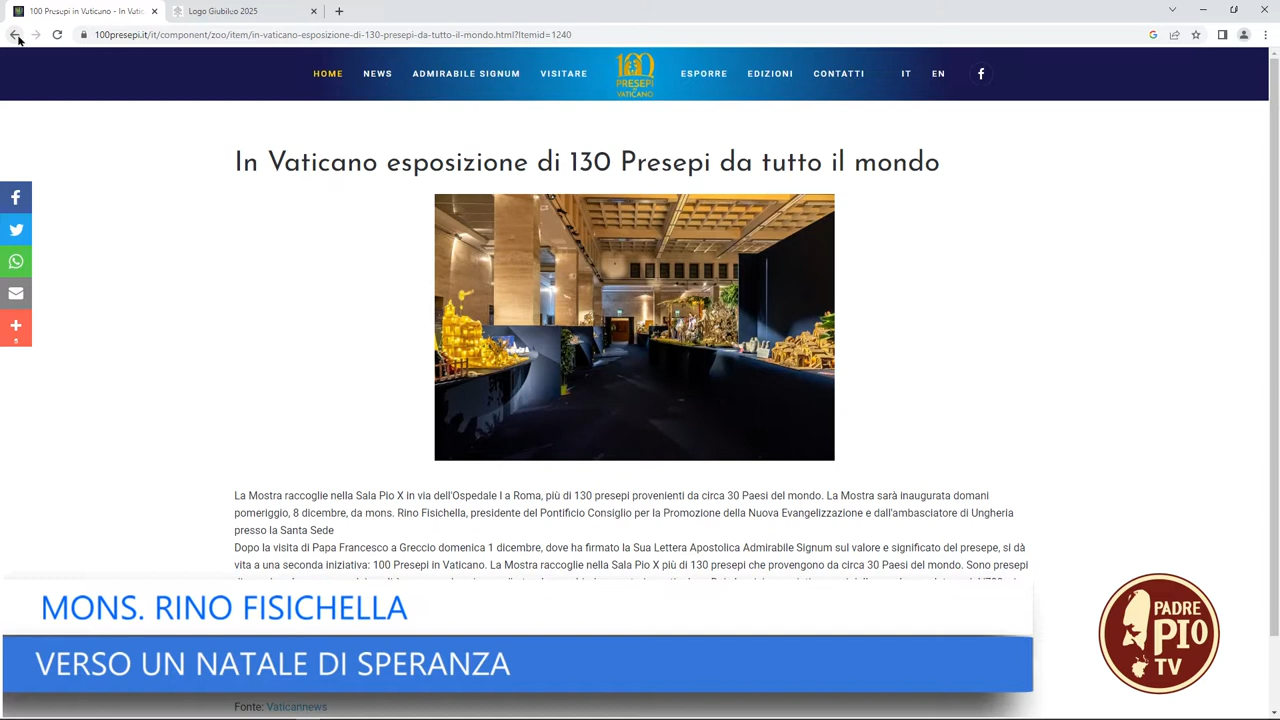 100 Presepi in Vaticano - In Vatic
Logo Giubileo 2025
100presepi.it/it/component/zoo/item/in-vaticano-esposizione-di-130-presepi-da-tutto-il-mondo.html?Itemid=1240
HOME NEWS ADMIRABILE SIGNUM VISITARE 100 PRESEPI IN VATICANO ESPORRE EDIZIONI CONTATTI IT EN
In Vaticano esposizione di 130 Presepi da tutto il mondo
5
La Mostra raccoglie nella Sala Pio X in via dell'Ospedale I a Roma, più di 130 presepi provenienti da circa 30 Paesi del mondo. La Mostra sarà inaugurata domani
pomeriggio, 8 dicembre, da mons. Rino Fisichella, presidente del Pontificio Consiglio per la Promozione della Nuova Evangelizzazione e dall'ambasciatore di Ungheria
presso la Santa Sede
Dopo la visita di Papa Francesco a Greccio domenica 1 dicembre, dove ha firmato la Sua Lettera Apostolica Admirabile Signum sul valore e significato del presepe, si dà
vita a una seconda iniziativa: 100 Presepi in Vaticano. La Mostra raccoglie nella Sala Pio X più di 130 presepi che provengono da circa 30 Paesi del mondo. Sono presepi
MONS. RINO FISICHELLA
VERSO UN NATALE DI SPERANZA
PADRE
PIO
TV
Fonte: Vaticannews